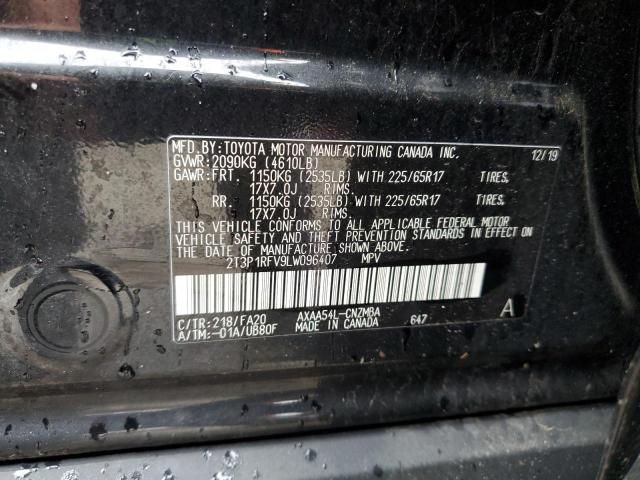 MFD. BY: TOYOTA MOTOR MANUFACTURING CANADA INC. 12/19
GVWR: 2090KG (4610LB)
GAWR: FRT. 1150KG (2535LB) WITH 225/65R17 TIRES,
17X7.0J RIMS.
RR. 1150KG (2535LB) WITH 225/65R17 TIRES,
17X7.0J RIMS.
THIS VEHICLE CONFORMS TO ALL APPLICABLE FEDERAL MOTOR
VEHICLE SAFETY AND THEFT PREVENTION STANDARDS IN EFFECT ON
THE DATE OF MANUFACTURE SHOWN ABOVE.
2T3P1RFV9LW096407 MPV
C/TR: 218/FA20 AXAA54L-CNZMBA
A/TM: -01A/UB80F MADE IN CANADA 647 A